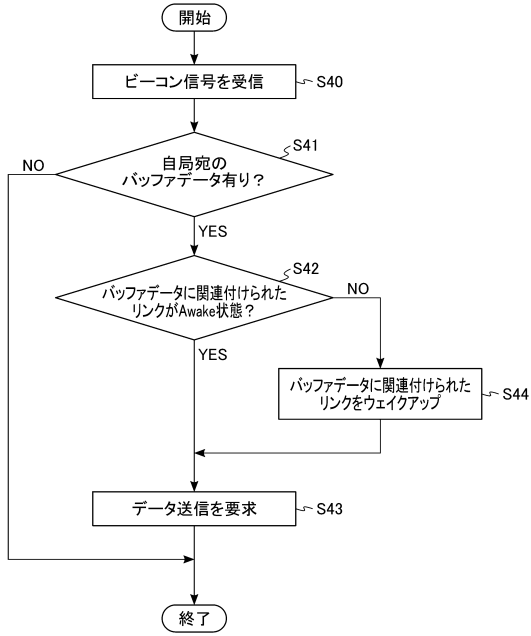 開始
ビーコン信号を受信
S40
自局宛の
バッファデータ有り？
S41
NO
YES
バッファデータに関連付けられた
リンクがAwake状態？
S42
NO
YES
バッファデータに関連付けられた
リンクをウェイクアップ
S44
データ送信を要求
S43
終了